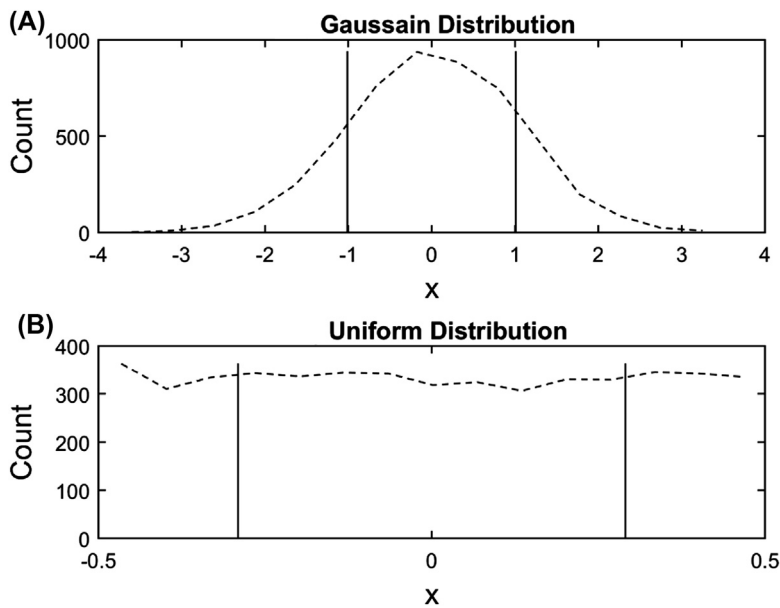 (A)
Gaussain Distribution
1000
500
0
Count
-4 -3 -2 -1 0 1 2 3 4
x
(B)
Uniform Distribution
400
300
200
100
0
Count
-0.5 0 0.5
x